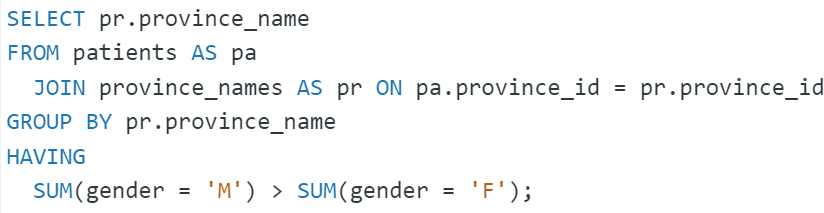 SELECT pr.province_name
FROM patients AS pa
  JOIN province_names AS pr ON pa.province_id = pr.province_id
GROUP BY pr.province_name
HAVING
  SUM(gender = 'M') > SUM(gender = 'F');